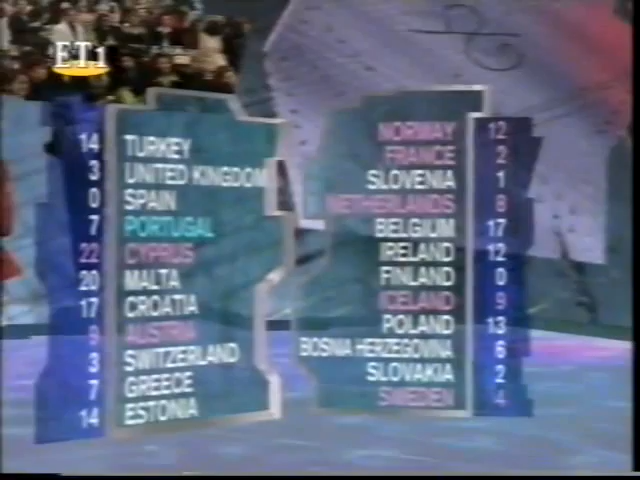 ET1
14 TURKEY
3 UNITED KINGDOM
0 SPAIN
7 PORTUGAL
22 CYPRUS
20 MALTA
17 CROATIA
9 AUSTRIA
3 SWITZERLAND
7 GREECE
14 ESTONIA
NORWAY 12
FRANCE 2
SLOVENIA 1
NETHERLANDS 8
BELGIUM 17
IRELAND 12
FINLAND 0
ICELAND 9
POLAND 13
BOSNIA HERZEGOVINA 6
SLOVAKIA 2
SWEDEN 4